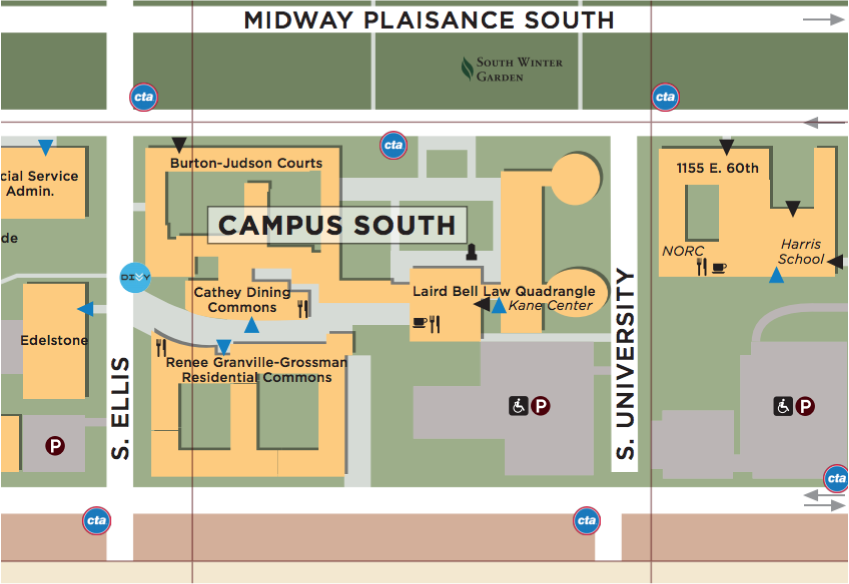 MIDWAY PLAISANCE SOUTH
SOUTH WINTER
GARDEN
cta
cta
cta
Burton-Judson Courts
1155 E. 60th
cial Service
Admin.
CAMPUS SOUTH
de
NORC
Harris
School
DIVVY
Cathey Dining
Commons
Laird Bell Law Quadrangle
Kane Center
Edelstone
Renee Granville-Grossman
Residential Commons
S. ELLIS
S. UNIVERSITY
P
P
P
cta
cta
cta